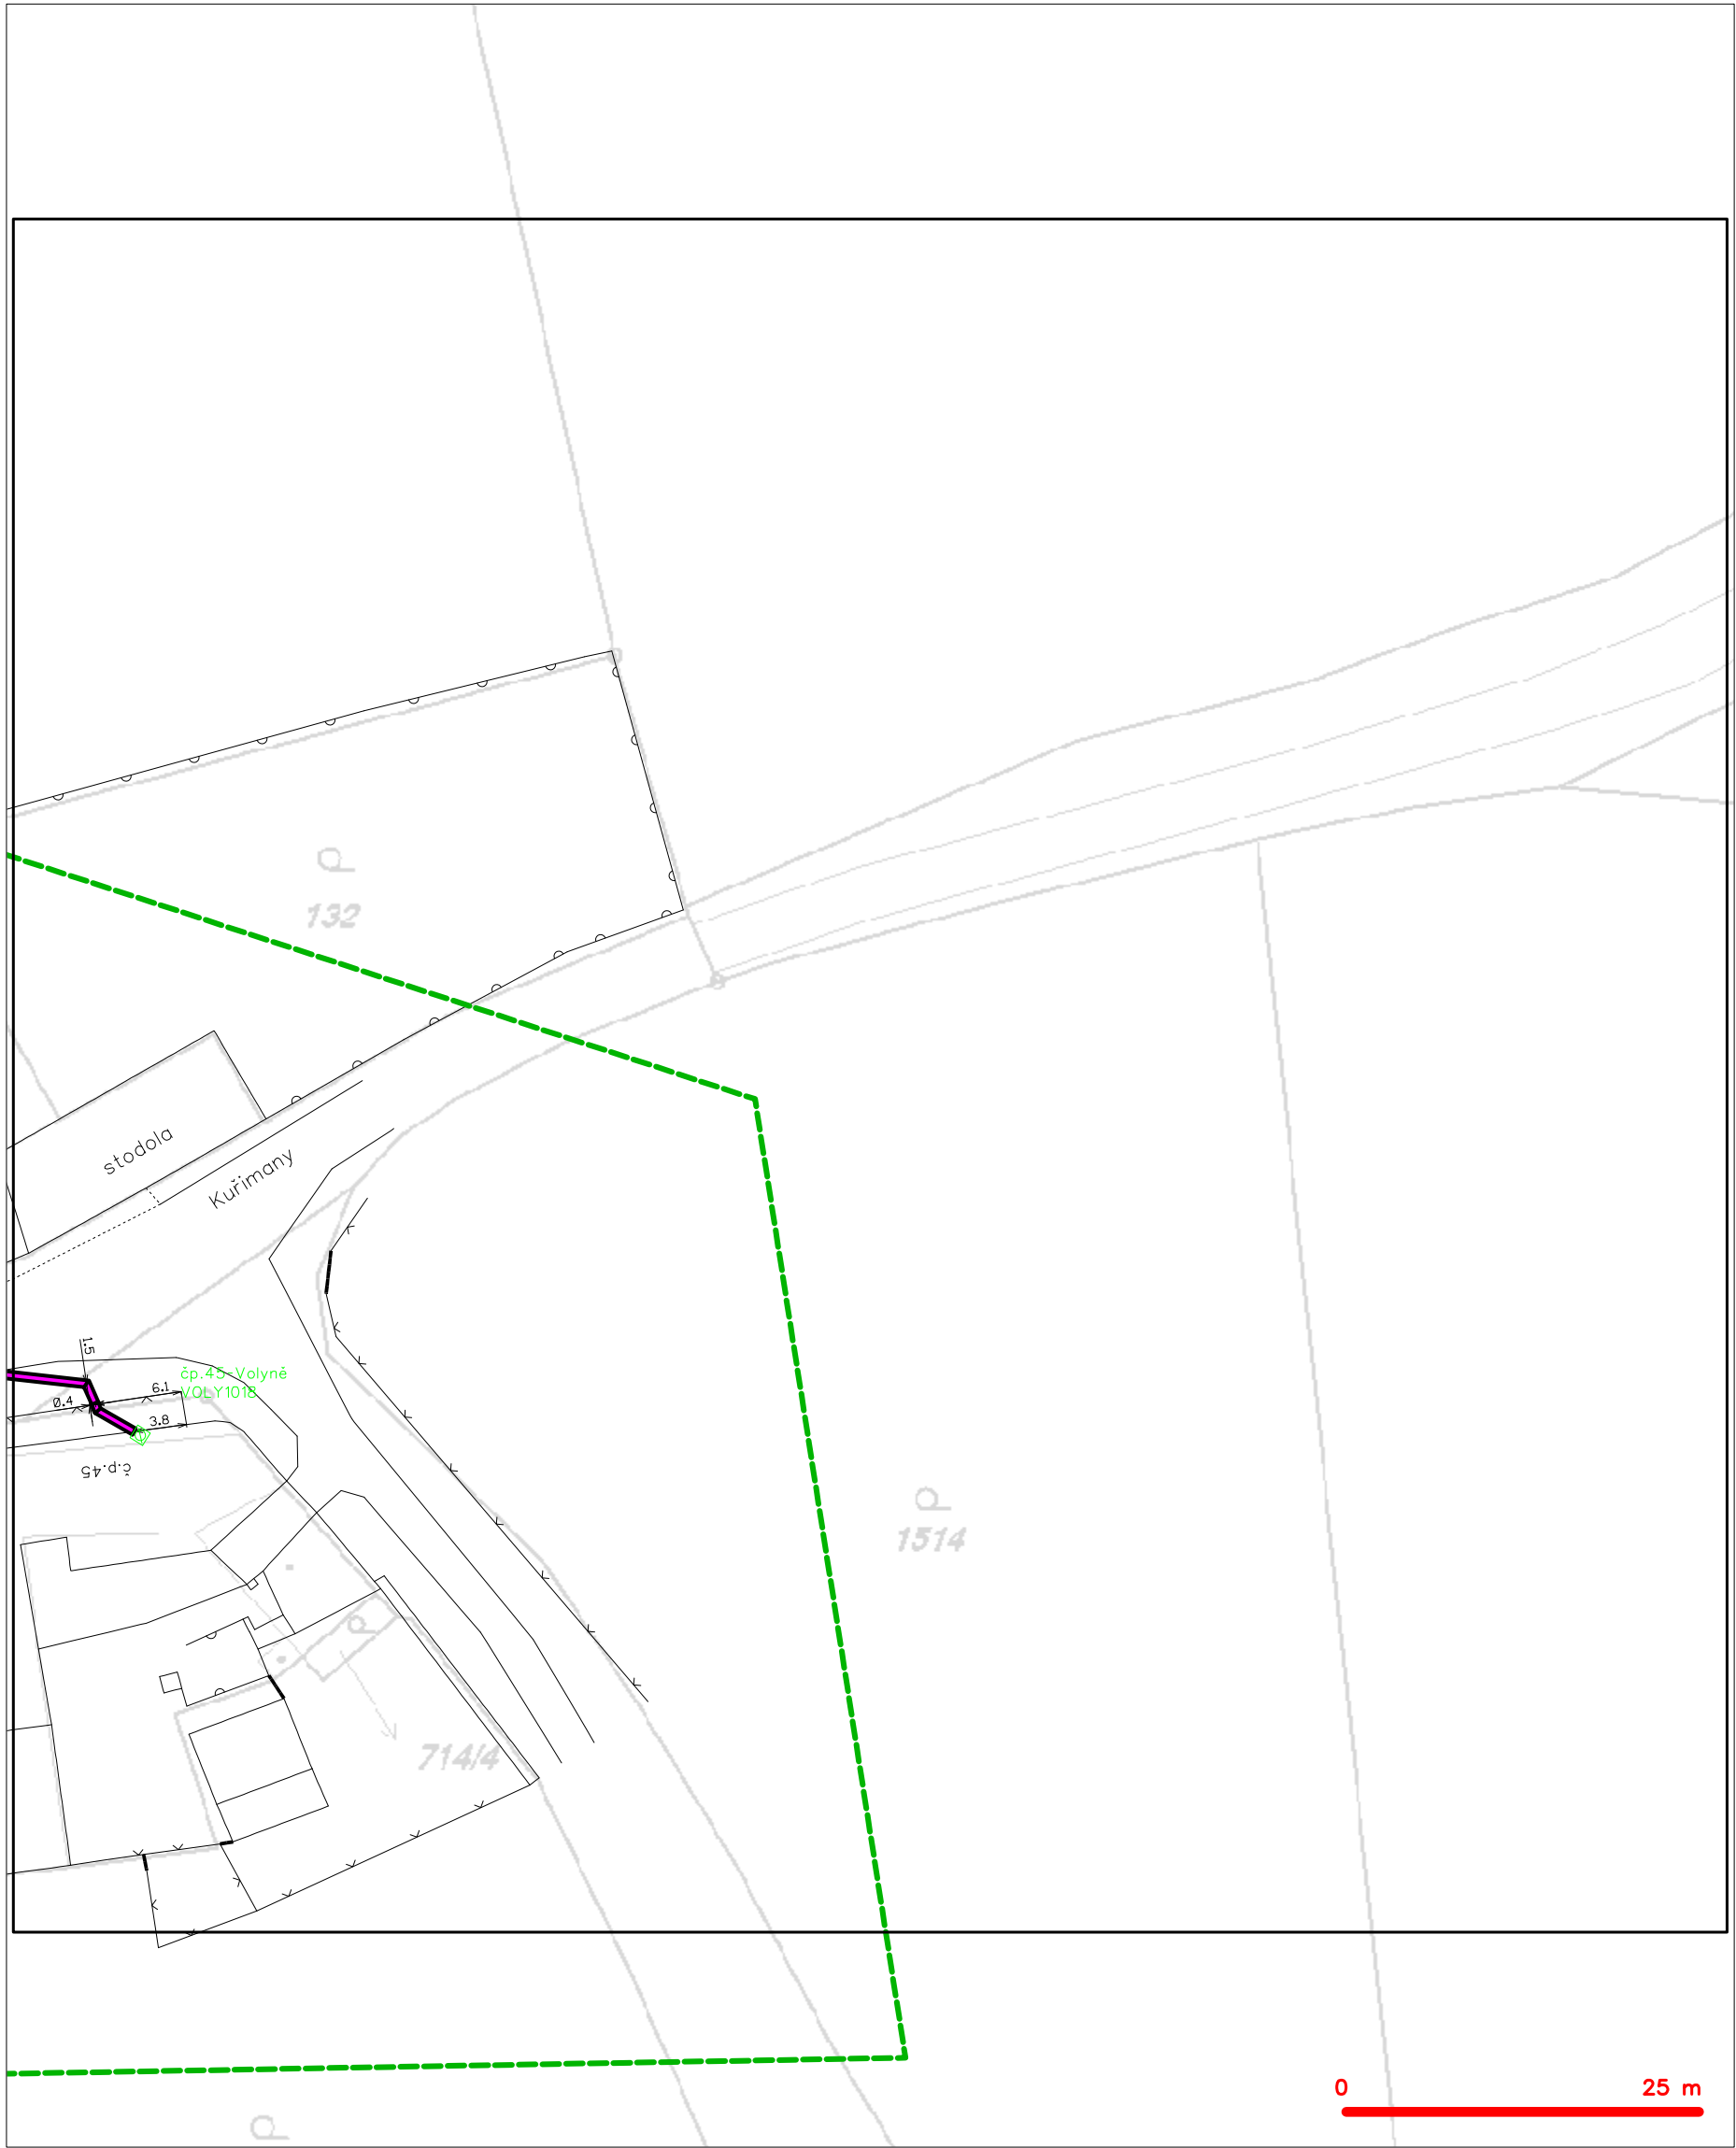 132
stodola
Kuřimany
1.5
čp.45-Volyně
VOLY1018
6.1
0.4
3.8
č.p.45
1514
714/4
0 25 m